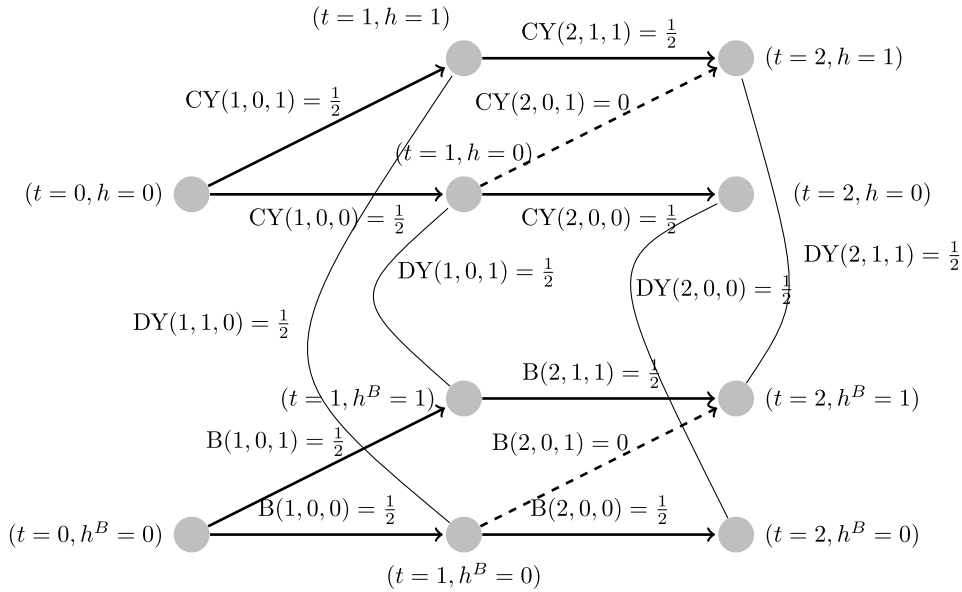 (t = 1, h = 1)
CY(2, 1, 1) = 1/2
(t = 2, h = 1)
CY(1, 0, 1) = 1/2
CY(2, 0, 1) = 0
(t = 1, h = 0)
(t = 0, h = 0)
(t = 2, h = 0)
CY(1, 0, 0) = 1/2
CY(2, 0, 0) = 1/2
DY(2, 1, 1) = 1/2
DY(1, 0, 1) = 1/2
DY(2, 0, 0) = 1/2
DY(1, 1, 0) = 1/2
B(2, 1, 1) = 1/2
(t = 1, h^B = 1)
(t = 2, h^B = 1)
B(1, 0, 1) = 1/2
B(2, 0, 1) = 0
B(1, 0, 0) = 1/2
B(2, 0, 0) = 1/2
(t = 0, h^B = 0)
(t = 2, h^B = 0)
(t = 1, h^B = 0)